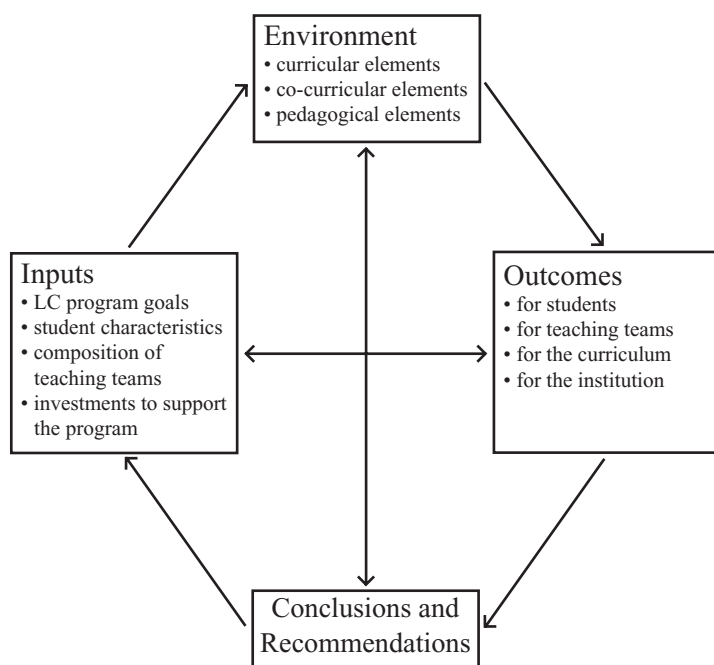 Environment
• curricular elements
• co-curricular elements
• pedagogical elements
Inputs
• LC program goals
• student characteristics
• composition of
teaching teams
• investments to support
the program
Outcomes
• for students
• for teaching teams
• for the curriculum
• for the institution
Conclusions and
Recommendations